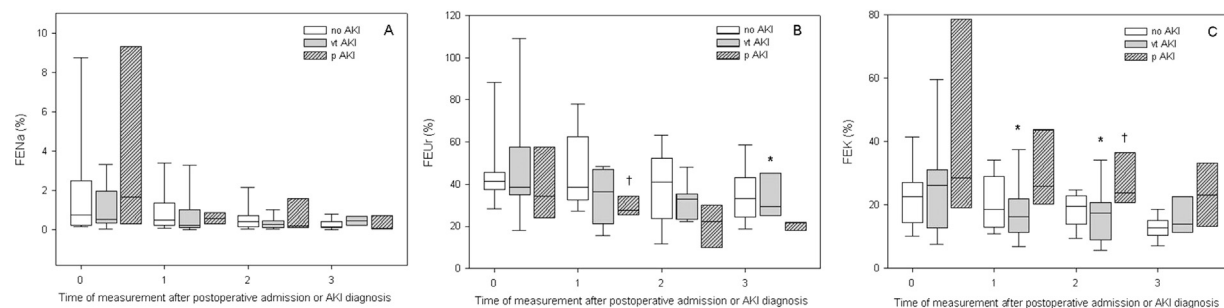 A
no AKI
vt AKI
p AKI
FENa (%)
10
8
6
4
2
0
0 1 2 3
Time of measurement after postoperative admission or AKI diagnosis
B
no AKI
vt AKI
p AKI
FEUr (%)
120
100
80
60
40
20
0
†
*
0 1 2 3
Time of measurement after postoperative admission or AKI diagnosis
C
no AKI
vt AKI
p AKI
FEK (%)
80
60
40
20
0
* * †
0 1 2 3
Time of measurement after postoperative admission or AKI diagnosis